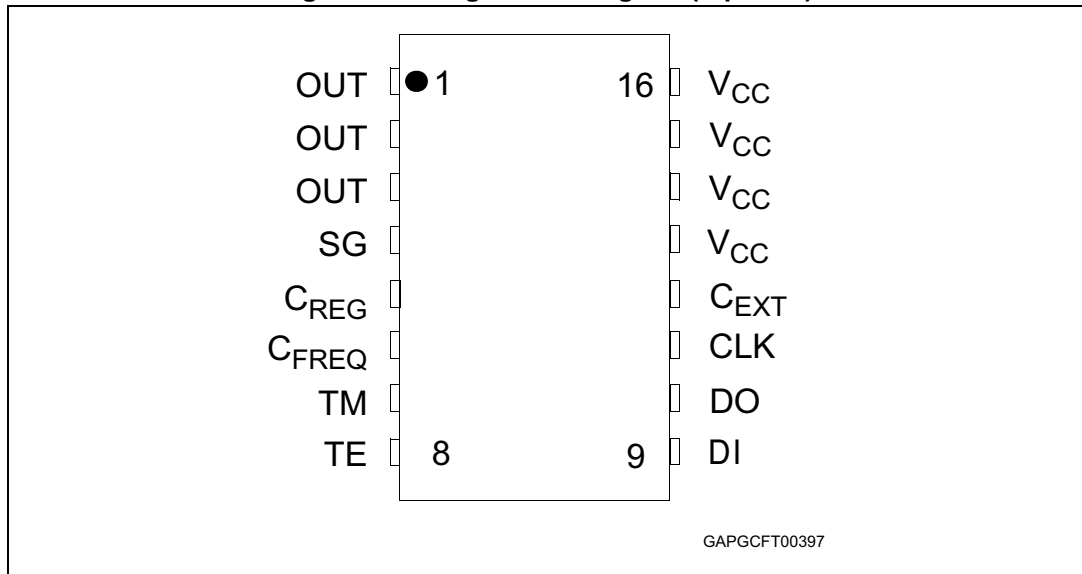 OUT 1 16 VCC
OUT VCC
OUT VCC
SG VCC
CREG CEXT
CFREQ CLK
TM DO
TE 8 9 DI
GAPGCFT00397